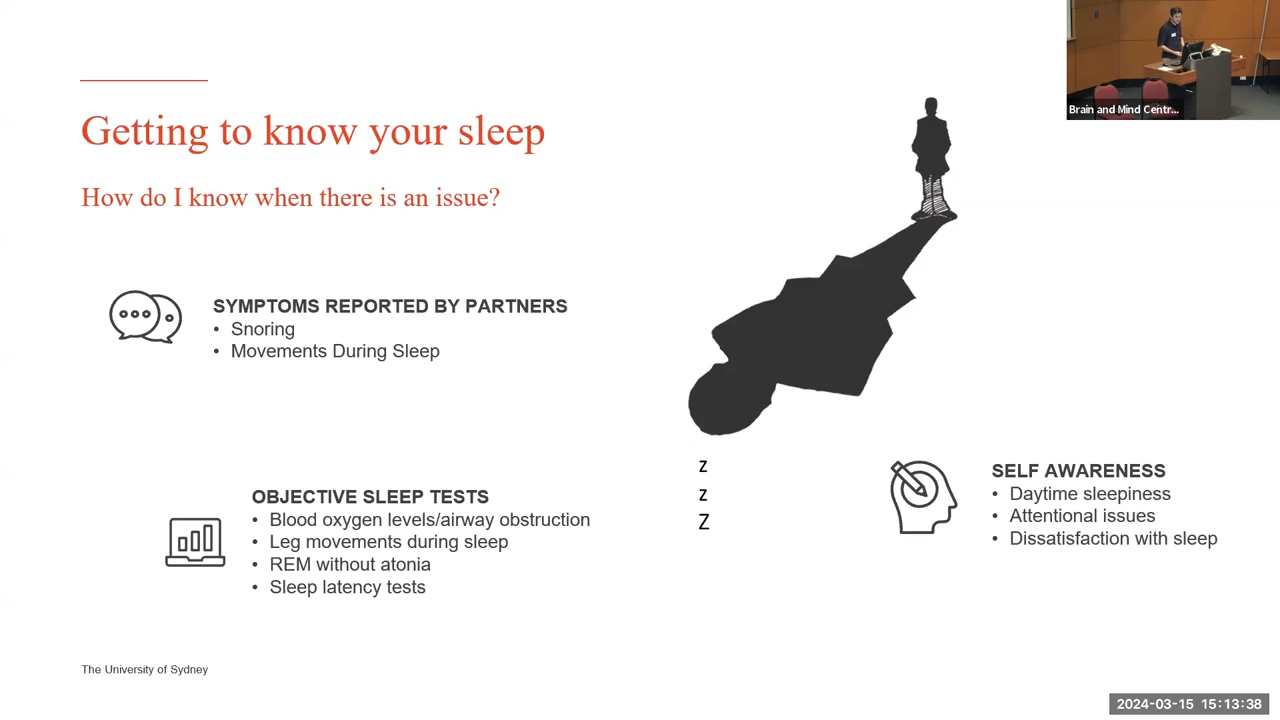 Getting to know your sleep
How do I know when there is an issue?
Brain and Mind Centr...
SYMPTOMS REPORTED BY PARTNERS
• Snoring
• Movements During Sleep
OBJECTIVE SLEEP TESTS
• Blood oxygen levels/airway obstruction
• Leg movements during sleep
• REM without atonia
• Sleep latency tests
z
z
Z
SELF AWARENESS
• Daytime sleepiness
• Attentional issues
• Dissatisfaction with sleep
The University of Sydney
2024-03-15 15:13:38